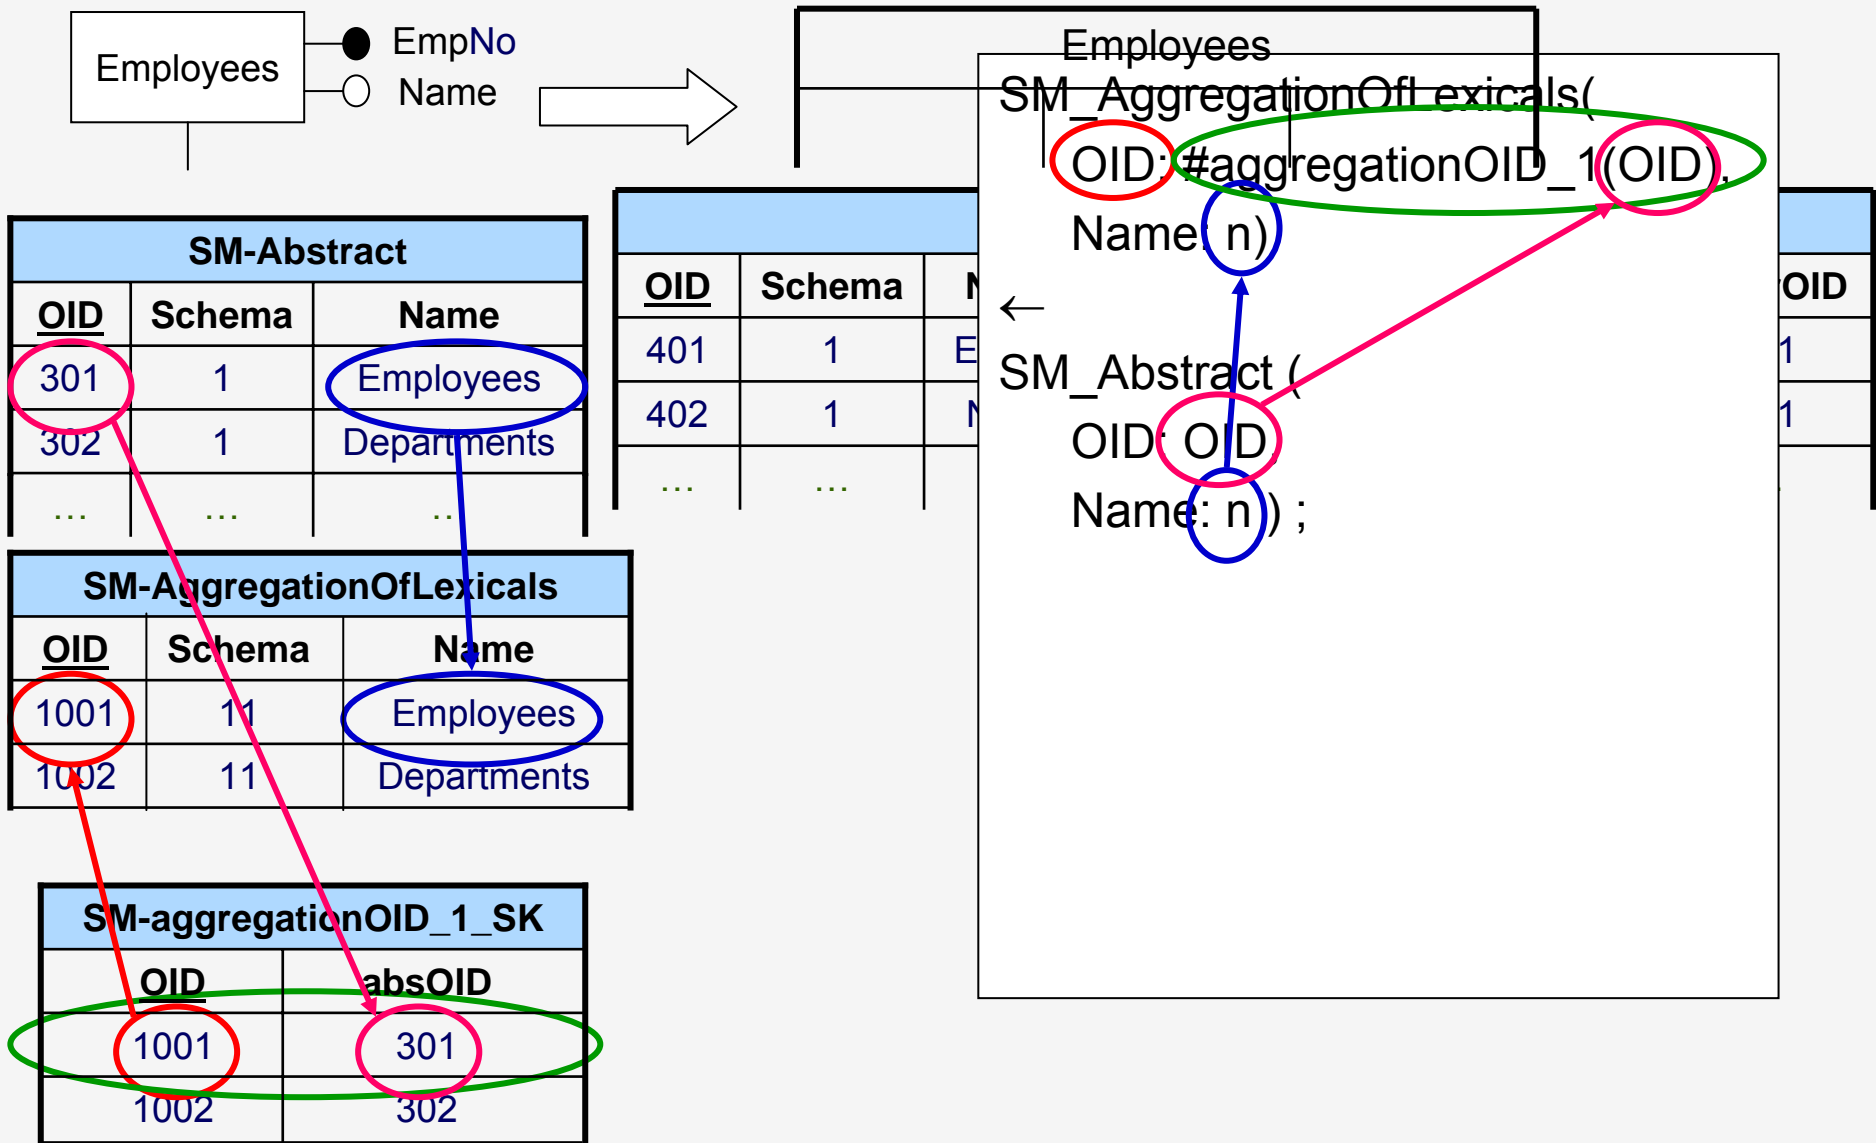 Employees
EmpNo
Name
Employees
SM-Abstract
OID Schema Name
301 1 Employees
302 1 Departments
... ... ..
OID Schema OID
401 1 E 1
402 1 1
... ...
SM_AggregationOfLexicals(
OID: #aggregationOID_1(OID),
Name: n)
←
SM_Abstract (
OID: OID,
Name: n ) ;
SM-AggregationOfLexicals
OID Schema Name
1001 11 Employees
1002 11 Departments
SM-aggregationOID_1_SK
OID absOID
1001 301
1002 302